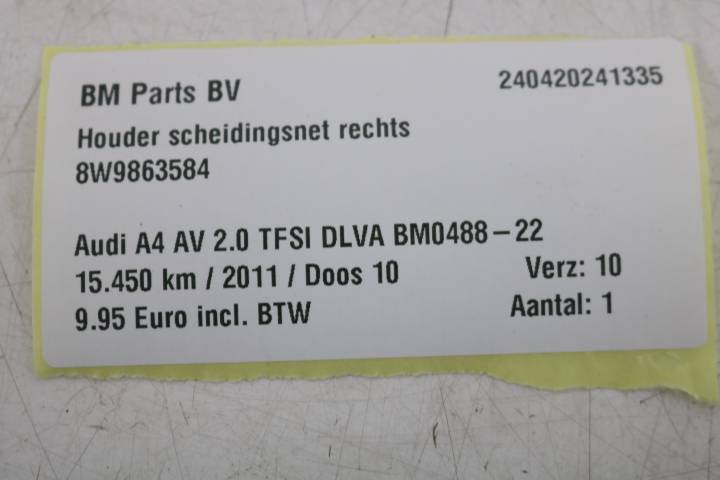 BM Parts BV 240420241335
Houder scheidingsnet rechts
8W9863584
Audi A4 AV 2.0 TFSI DLVA BM0488-22
15.450 km / 2011 / Doos 10 Verz: 10
9.95 Euro incl. BTW Aantal: 1